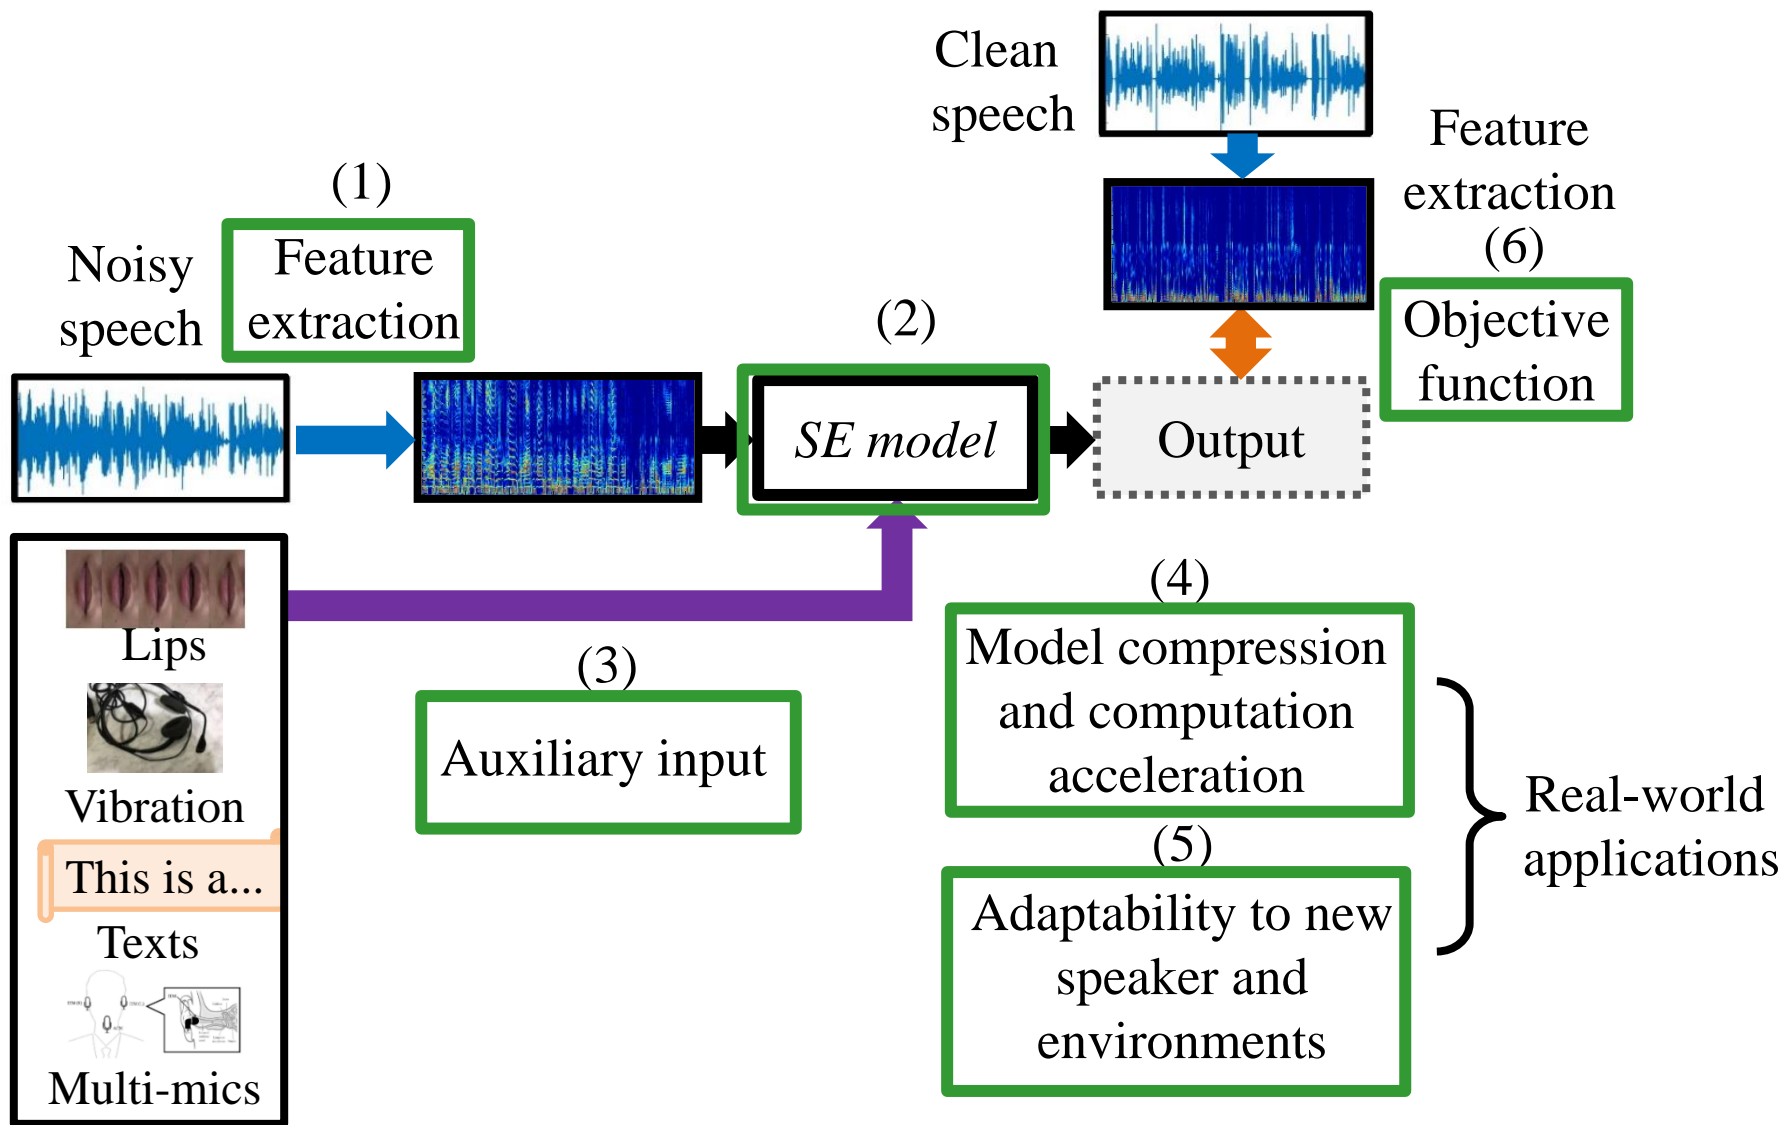 Clean
speech
Feature
extraction
(1)
Feature
extraction
Noisy
speech
(6)
Objective
function
(2)
SE model
Output
Lips
Vibration
This is a...
Texts
Multi-mics
(3)
Auxiliary input
(4)
Model compression
and computation
acceleration
(5)
Adaptability to new
speaker and
environments
Real-world
applications